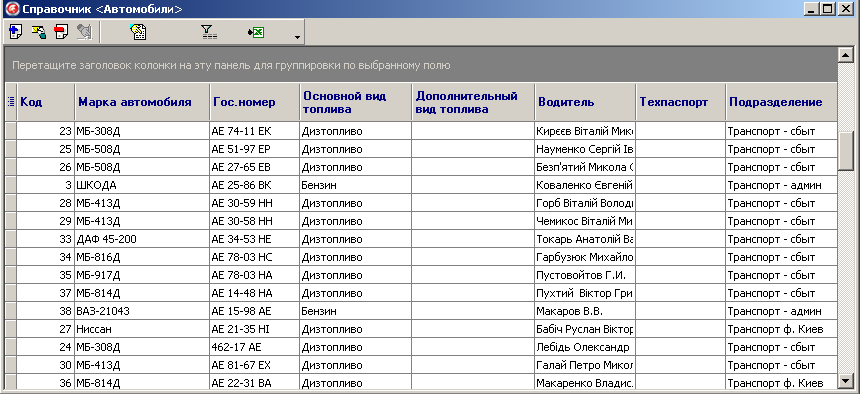 Справочник <Автомобили>
Перетащите заголовок колонки на эту панель для группировки по выбранному полю
Код Марка автомобиля Гос.номер Основной вид топлива Дополнительный вид топлива Водитель Техпаспорт Подразделение
23 МБ-308Д АЕ 74-11 ЕК Дизтопливо Кирєєв Віталій Мик Транспорт - сбыт
25 МБ-508Д АЕ 51-97 ЕР Дизтопливо Науменко Сергій Ів Транспорт - сбыт
26 МБ-508Д АЕ 27-65 ЕВ Дизтопливо Безп'ятий Микола Транспорт - сбыт
3 ШКОДА АЕ 25-86 ВК Бензин Коваленко Євгеній Транспорт - админ
28 МБ-413Д АЕ 30-59 НН Дизтопливо Горб Віталій Волод Транспорт - сбыт
29 МБ-413Д АЕ 30-58 НН Дизтопливо Чемикос Віталій Ми Транспорт - сбыт
33 ДАФ 45-200 АЕ 34-53 НЕ Дизтопливо Токарь Анатолій Ва Транспорт - сбыт
34 МБ-816Д АЕ 78-03 НС Дизтопливо Гарбузюк Михайло Транспорт - сбыт
35 МБ-917Д АЕ 78-03 НА Дизтопливо Пустовойтов Г.И. Транспорт - сбыт
37 МБ-814Д АЕ 14-48 НА Дизтопливо Пухтий Віктор Гри Транспорт - сбыт
38 ВАЗ-21043 АЕ 15-98 АЕ Бензин Макаров В.В. Транспорт - админ
27 Ниссан АЕ 21-35 НІ Дизтопливо Бабіч Руслан Віктор Транспорт ф. Киев
24 МБ-308Д 462-17 АЕ Дизтопливо Лебідь Олександр Транспорт - сбыт
30 МБ-413Д АЕ 81-67 ЕХ Дизтопливо Галай Петро Микол Транспорт - сбыт
36 МБ-814Д АЕ 22-31 ВА Дизтопливо Макаренко Владис Транспорт ф. Киев